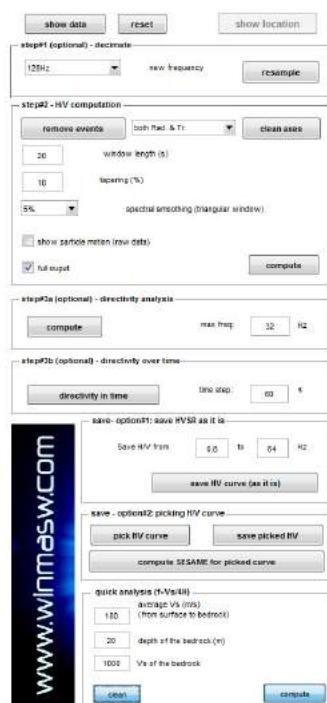 show data reset show location
step#1 (optional) - decimate
128Hz new frequency resample
step#2 - H/V computation
remove events both Rad. & Tr. clean axes
20 window length (s)
10 tapering (%)
5% spectral smoothing (triangular window)
show particle motion (raw data)
full ouput compute
step#3a (optional) - directivity analysis
compute max freq: 32 Hz
step#3b (optional) - directivity over time
directivity in time time step: 60 s
save- option#1: save HVSR as it is
Save H/V from to 64 Hz
save HV curve (as it is)
save - option#2: picking H/V curve
pick HV curve save picked HV
compute SESAME for picked curve
quick analysis (f=Vs/4H)
average Vs (m/s)
180 (from surface to bedrock)
20 depth of the bedrock (m)
1000 Vs of the bedrock
clean compute
www.winmasw.com